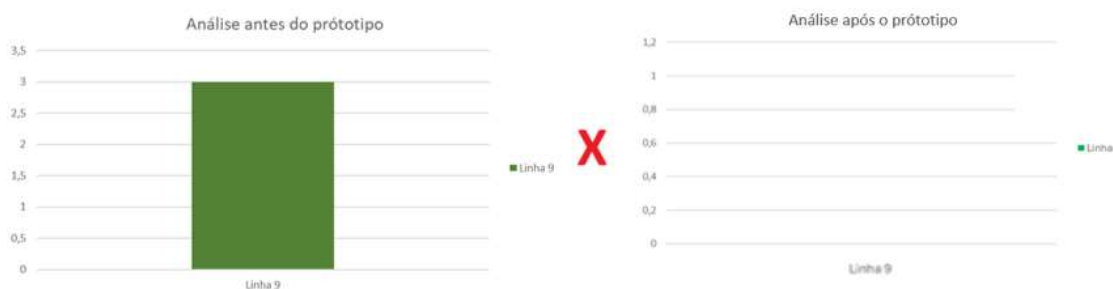 Análise antes do prótotipo
3,5
3
2,5
2
1,5
1
0,5
0
Linha 9
Linha 9
X
Análise após o prótotipo
1,2
1
0,8
0,6
0,4
0,2
0
Linha 9
Linha